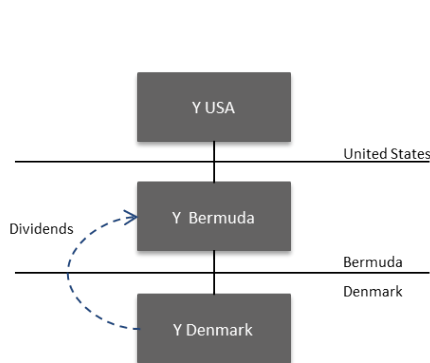 Y USA
United States
Y Bermuda
Dividends
Bermuda
Denmark
Y Denmark